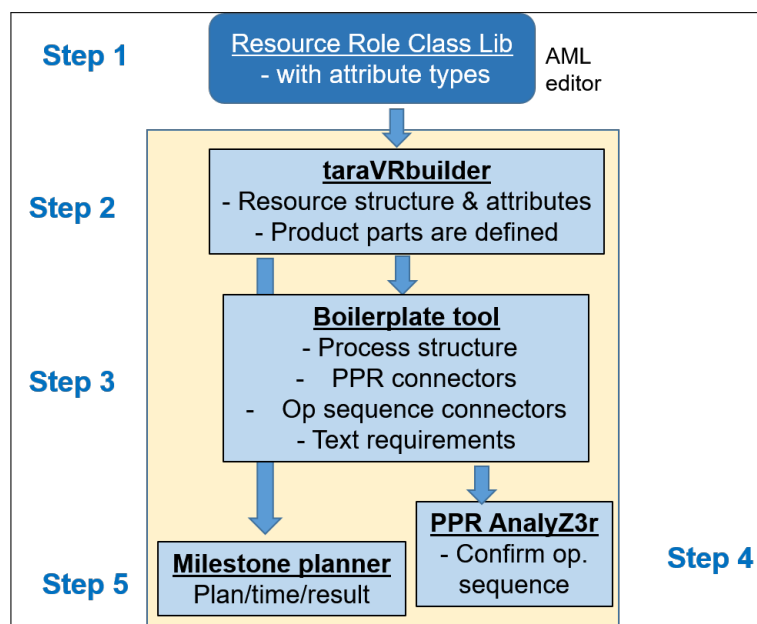 Step 1
Resource Role Class Lib
- with attribute types
AML
editor
Step 2
taraVRbuilder
- Resource structure & attributes
- Product parts are defined
Step 3
Boilerplate tool
- Process structure
- PPR connectors
- Op sequence connectors
- Text requirements
PPR AnalyZ3r
- Confirm op.
sequence
Step 4
Milestone planner
Plan/time/result
Step 5